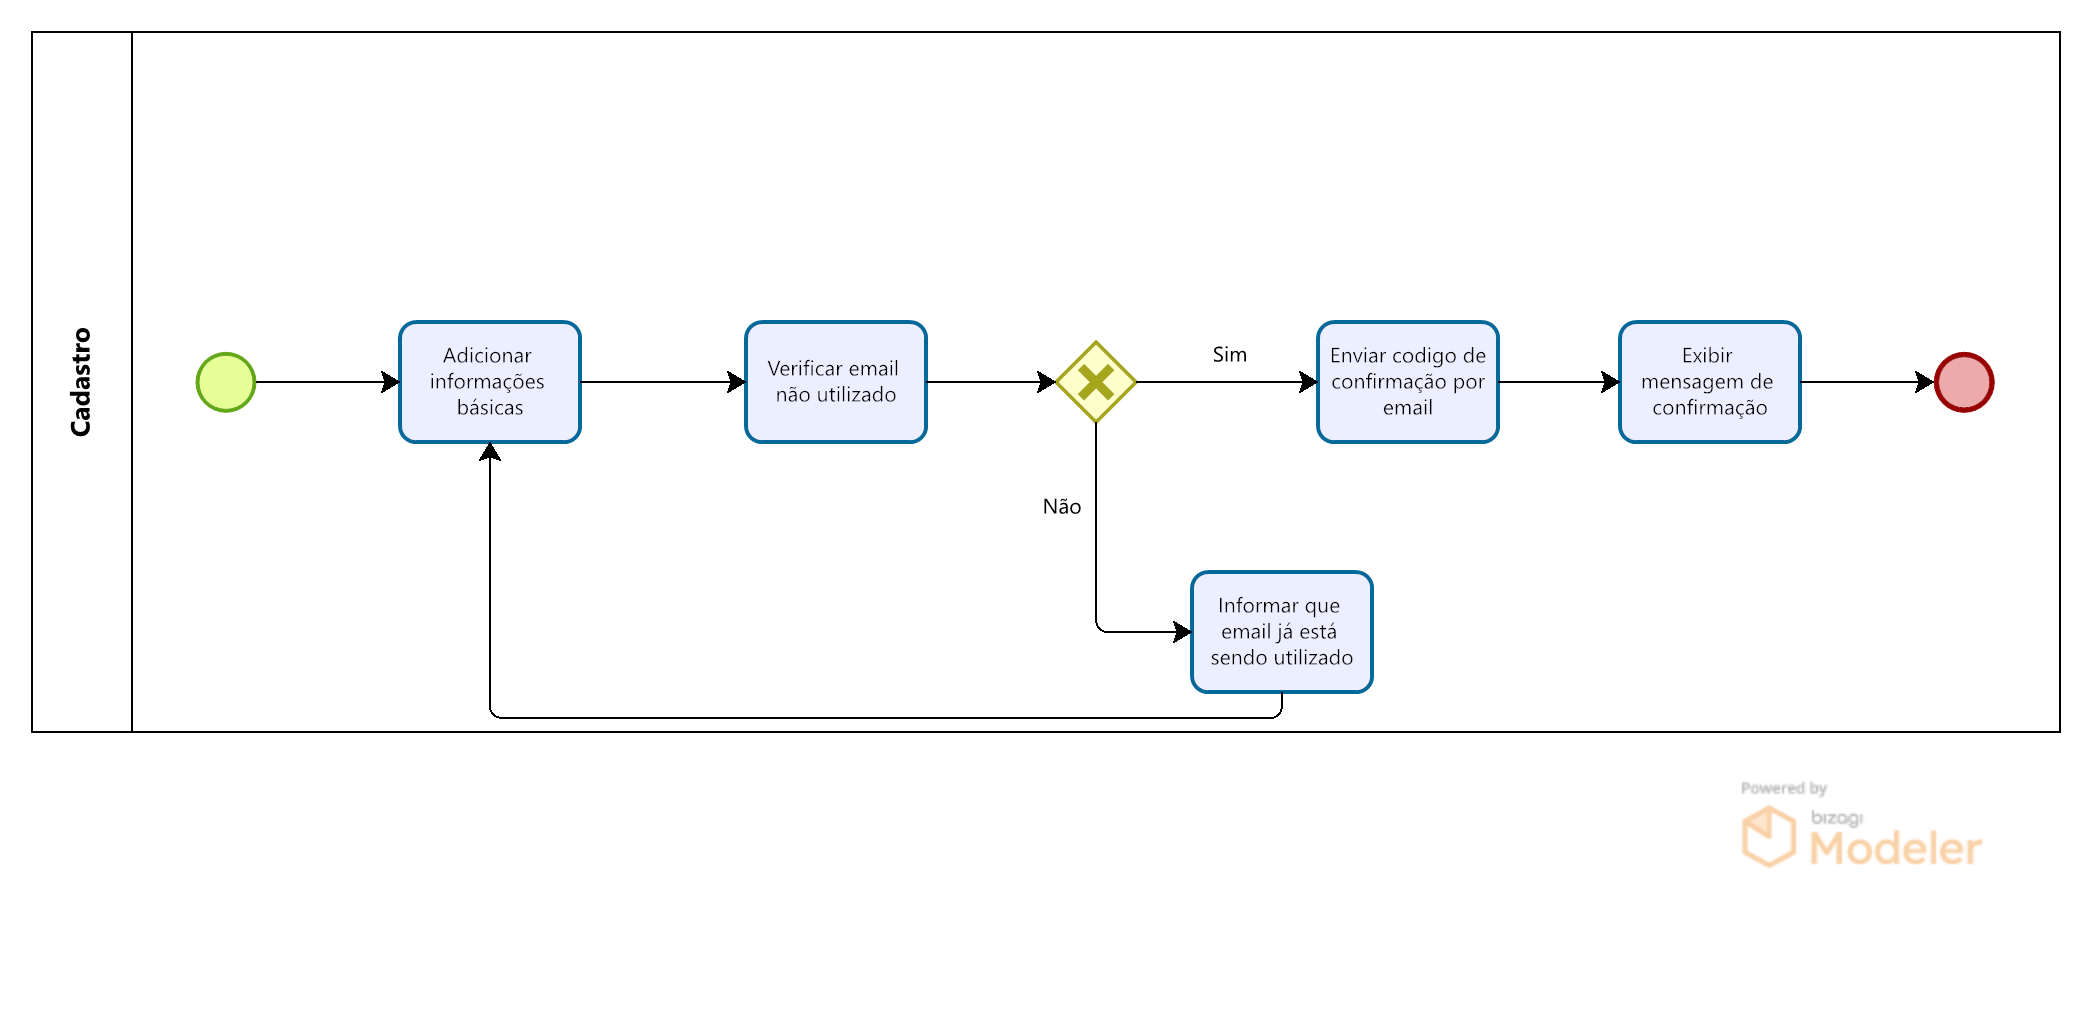 Cadastro
Adicionar
informações
básicas
Verificar email
não utilizado
Sim
Enviar codigo de
confirmação por
email
Exibir
mensagem de
confirmação
Não
Informar que
email já está
sendo utilizado
Powered by
bizagi
Modeler